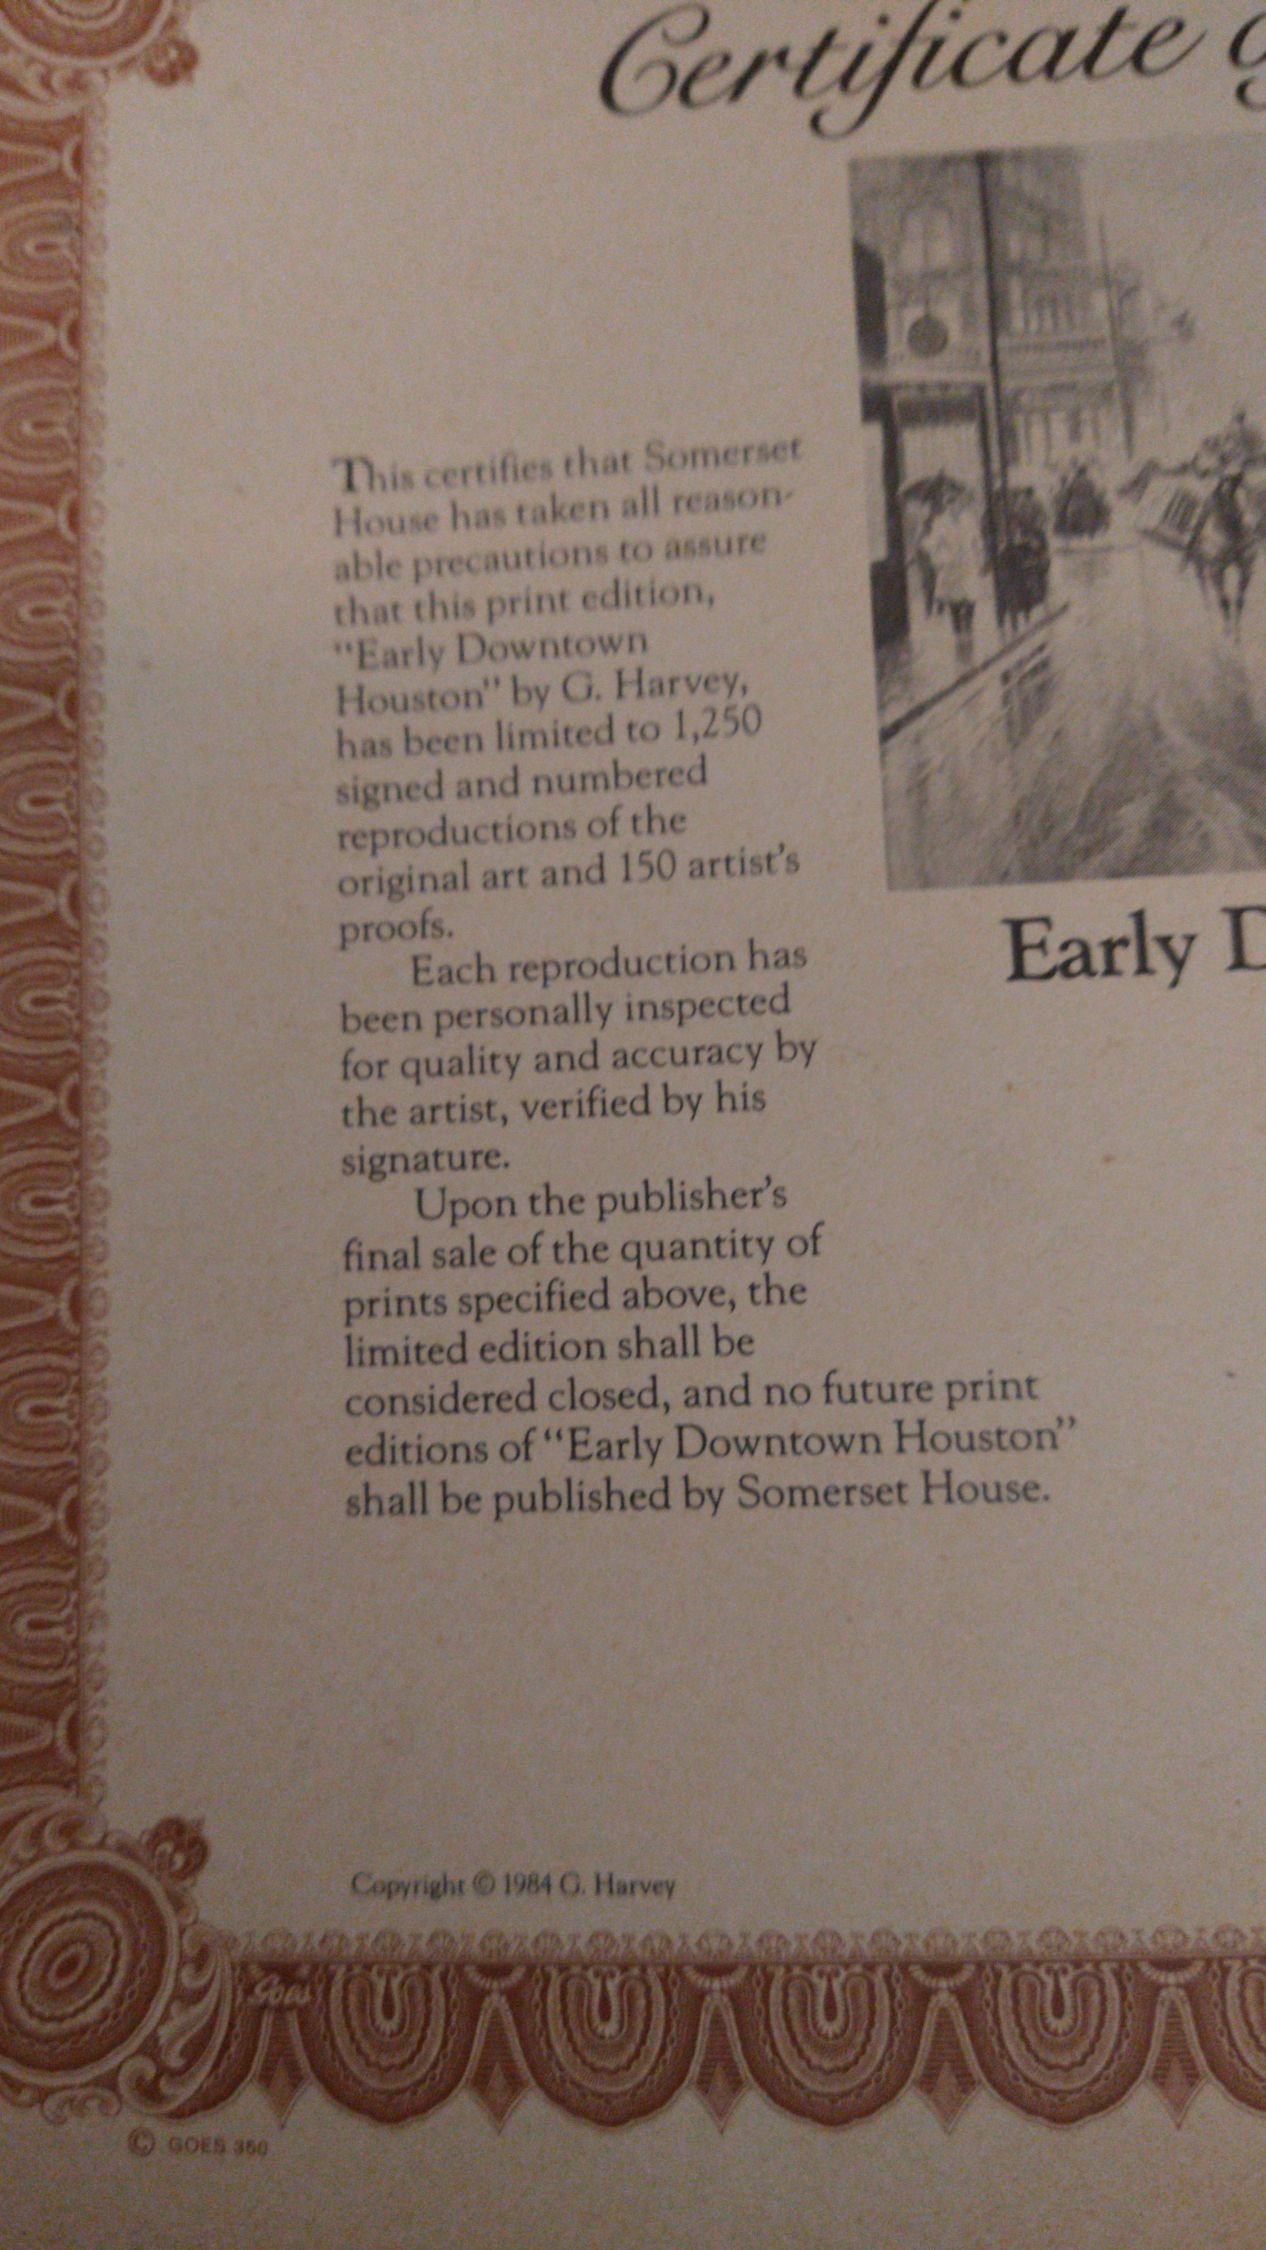 Certificate
This certifies that Somerset
House has taken all reason-
able precautions to assure
that this print edition,
"Early Downtown
Houston" by G. Harvey,
has been limited to 1,250
signed and numbered
reproductions of the
original art and 150 artist's
proofs.
Each reproduction has
been personally inspected
for quality and accuracy by
the artist, verified by his
signature.
Upon the publisher's
final sale of the quantity of
prints specified above, the
limited edition shall be
considered closed, and no future print
editions of "Early Downtown Houston"
shall be published by Somerset House.
Early D
Copyright © 1984 G. Harvey
Goes
© GOES 350